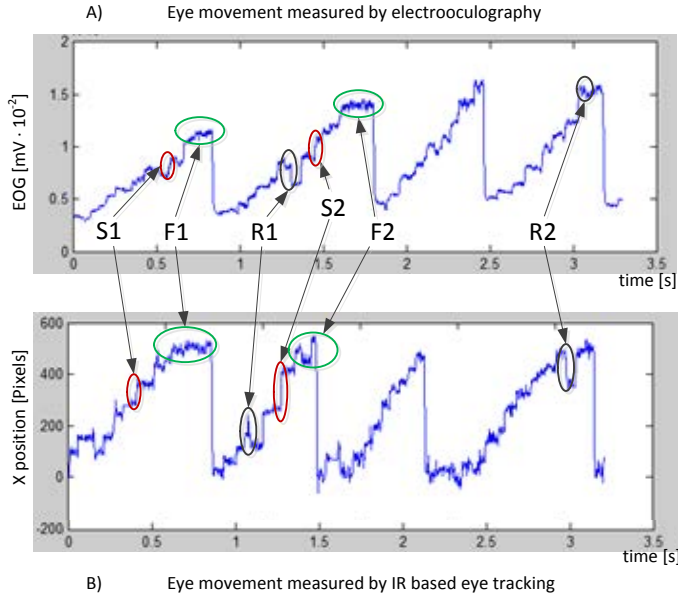 A) Eye movement measured by electrooculography
2
1.5
1
0.5
0
EOG [mV · 10⁻²]
0.5 1 1.5 2 2.5 3 3.5
time [s]
S1 F1 R1 S2 F2 R2
600
400
200
0
-200
X position [Pixels]
0 0.5 1 1.5 2 2.5 3 3.5
time [s]
B) Eye movement measured by IR based eye tracking